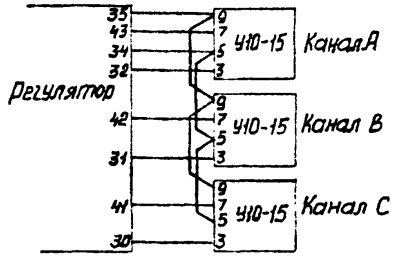 35 9
43 7 У10-15 Канал А
34 5
32 3
Регулятор
9
42 7 У10-15 Канал В
5
31 3
9
41 7 У10-15 Канал С
5
30 3